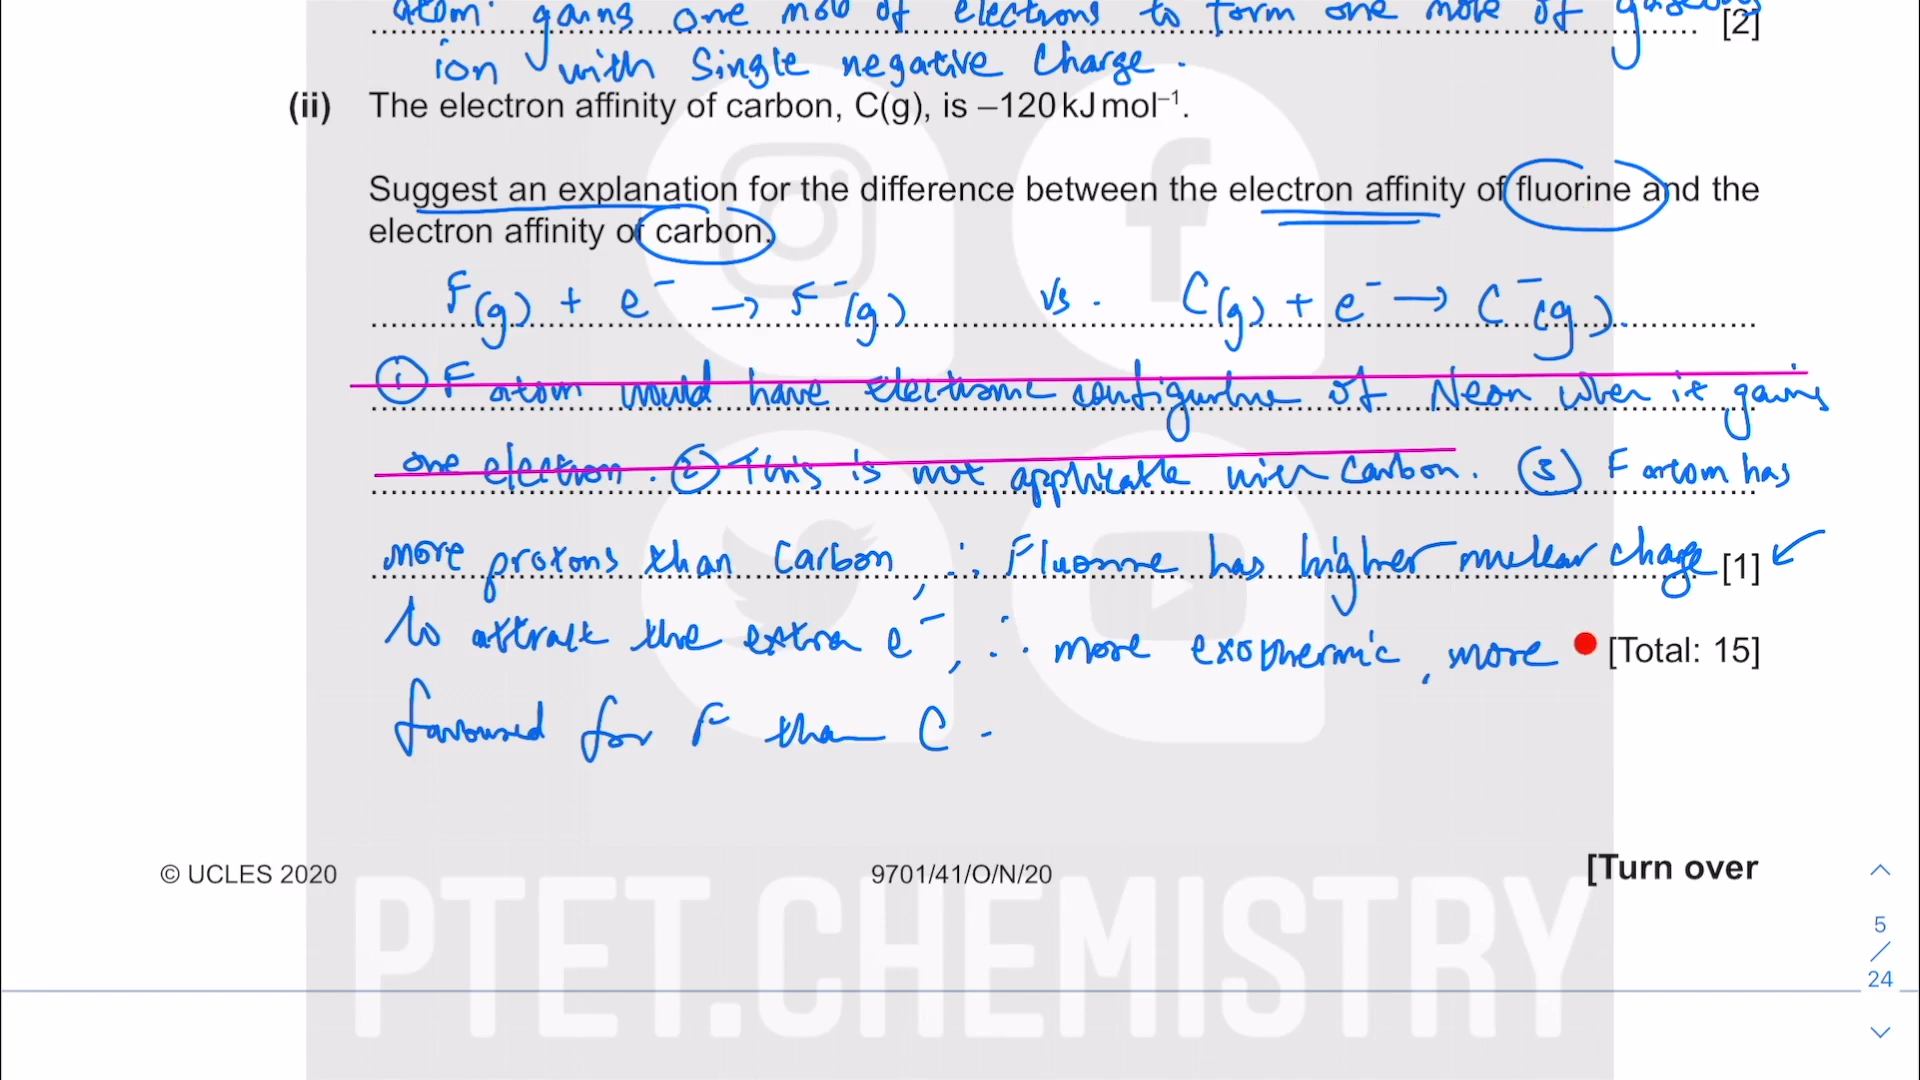 atom gains one mole of electrons to form one mole of gaseous
[2]
ion with single negative charge.
(ii) The electron affinity of carbon, C(g), is –120 kJ mol⁻¹.
Suggest an explanation for the difference between the electron affinity of fluorine and the
electron affinity of carbon.
F(g) + e⁻ → F⁻(g) vs. C(g) + e⁻ → C⁻(g).
① F atom would have electronic configuration of Neon when it gains
one electron. ② This is not applicable with carbon. ③ F atom has
more protons than Carbon, ∴ Fluorine has higher nuclear charge [1]
to attract the extra e⁻, ∴ more exothermic, more
[Total: 15]
favoured for F than C.
© UCLES 2020
9701/41/O/N/20
[Turn over
5
/
24
PTET.CHEMISTRY